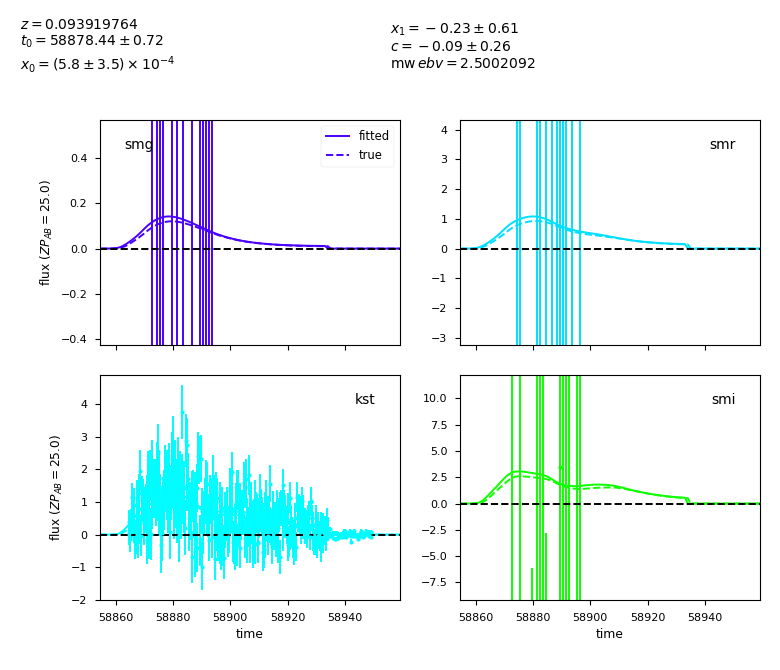 z = 0.093919764
t₀ = 58878.44 ± 0.72
x₀ = (5.8 ± 3.5) × 10⁻⁴
x₁ = −0.23 ± 0.61
c = −0.09 ± 0.26
mw ebv = 2.5002092
smg
fitted
true
0.4
0.2
0.0
−0.2
−0.4
flux (ZP_AB = 25.0)
smr
4
3
2
1
0
−1
−2
−3
kst
4
3
2
1
0
−1
−2
flux (ZP_AB = 25.0)
58860 58880 58900 58920 58940
time
smi
10.0
7.5
5.0
2.5
0.0
−2.5
−5.0
−7.5
58860 58880 58900 58920 58940
time